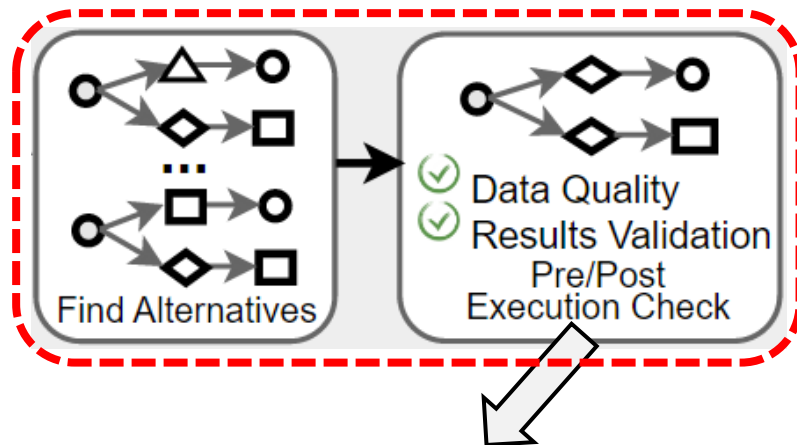 ...
Find Alternatives
Data Quality
Results Validation
Pre/Post
Execution Check